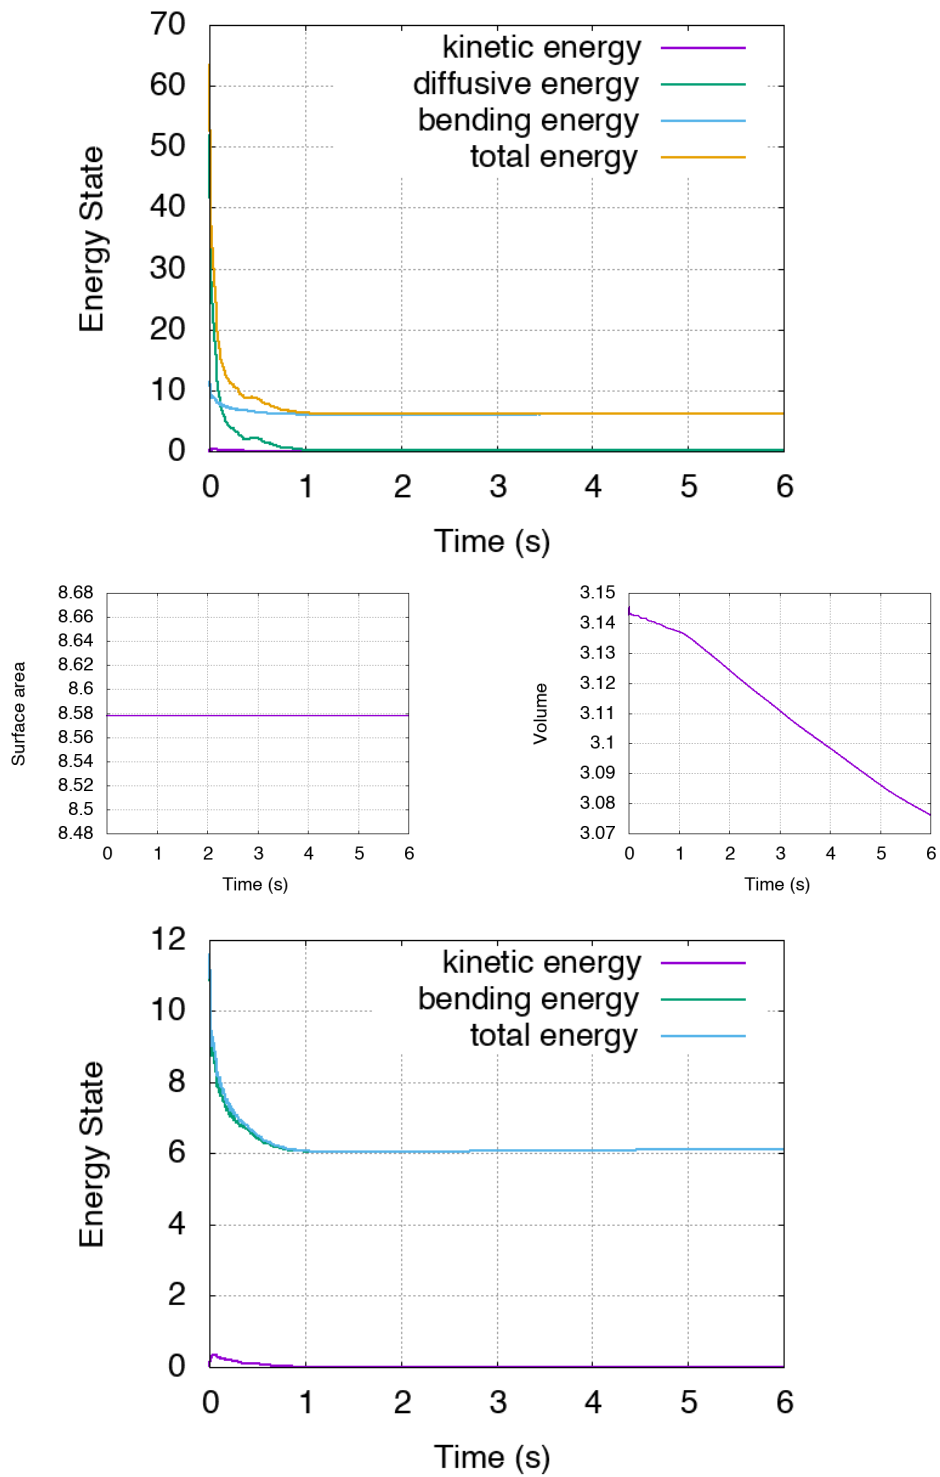 70
60
50
40
30
20
10
0
Energy State
kinetic energy
diffusive energy
bending energy
total energy
0 1 2 3 4 5 6
Time (s)
8.68
8.66
8.64
8.62
8.6
8.58
8.56
8.54
8.52
8.5
8.48
Surface area
0 1 2 3 4 5 6
Time (s)
3.15
3.14
3.13
3.12
3.11
3.1
3.09
3.08
3.07
Volume
0 1 2 3 4 5 6
Time (s)
12
10
8
6
4
2
0
Energy State
kinetic energy
bending energy
total energy
0 1 2 3 4 5 6
Time (s)